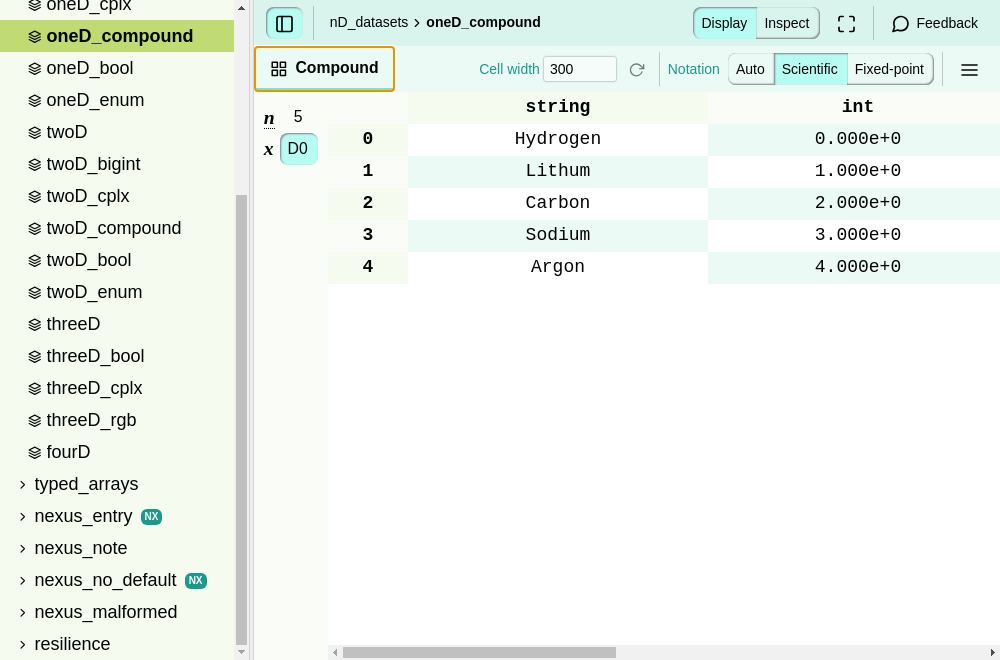 oneD_cplx
oneD_compound
oneD_bool
oneD_enum
twoD
twoD_bigint
twoD_cplx
twoD_compound
twoD_bool
twoD_enum
threeD
threeD_bool
threeD_cplx
threeD_rgb
fourD
typed_arrays
nexus_entry NX
nexus_note
nexus_no_default NX
nexus_malformed
resilience
nD_datasets oneD_compound Display Inspect Feedback
Compound Cell width 300 Notation Auto Scientific Fixed-point
n 5
x D0
string int
0 Hydrogen 0.000e+0
1 Lithum 1.000e+0
2 Carbon 2.000e+0
3 Sodium 3.000e+0
4 Argon 4.000e+0